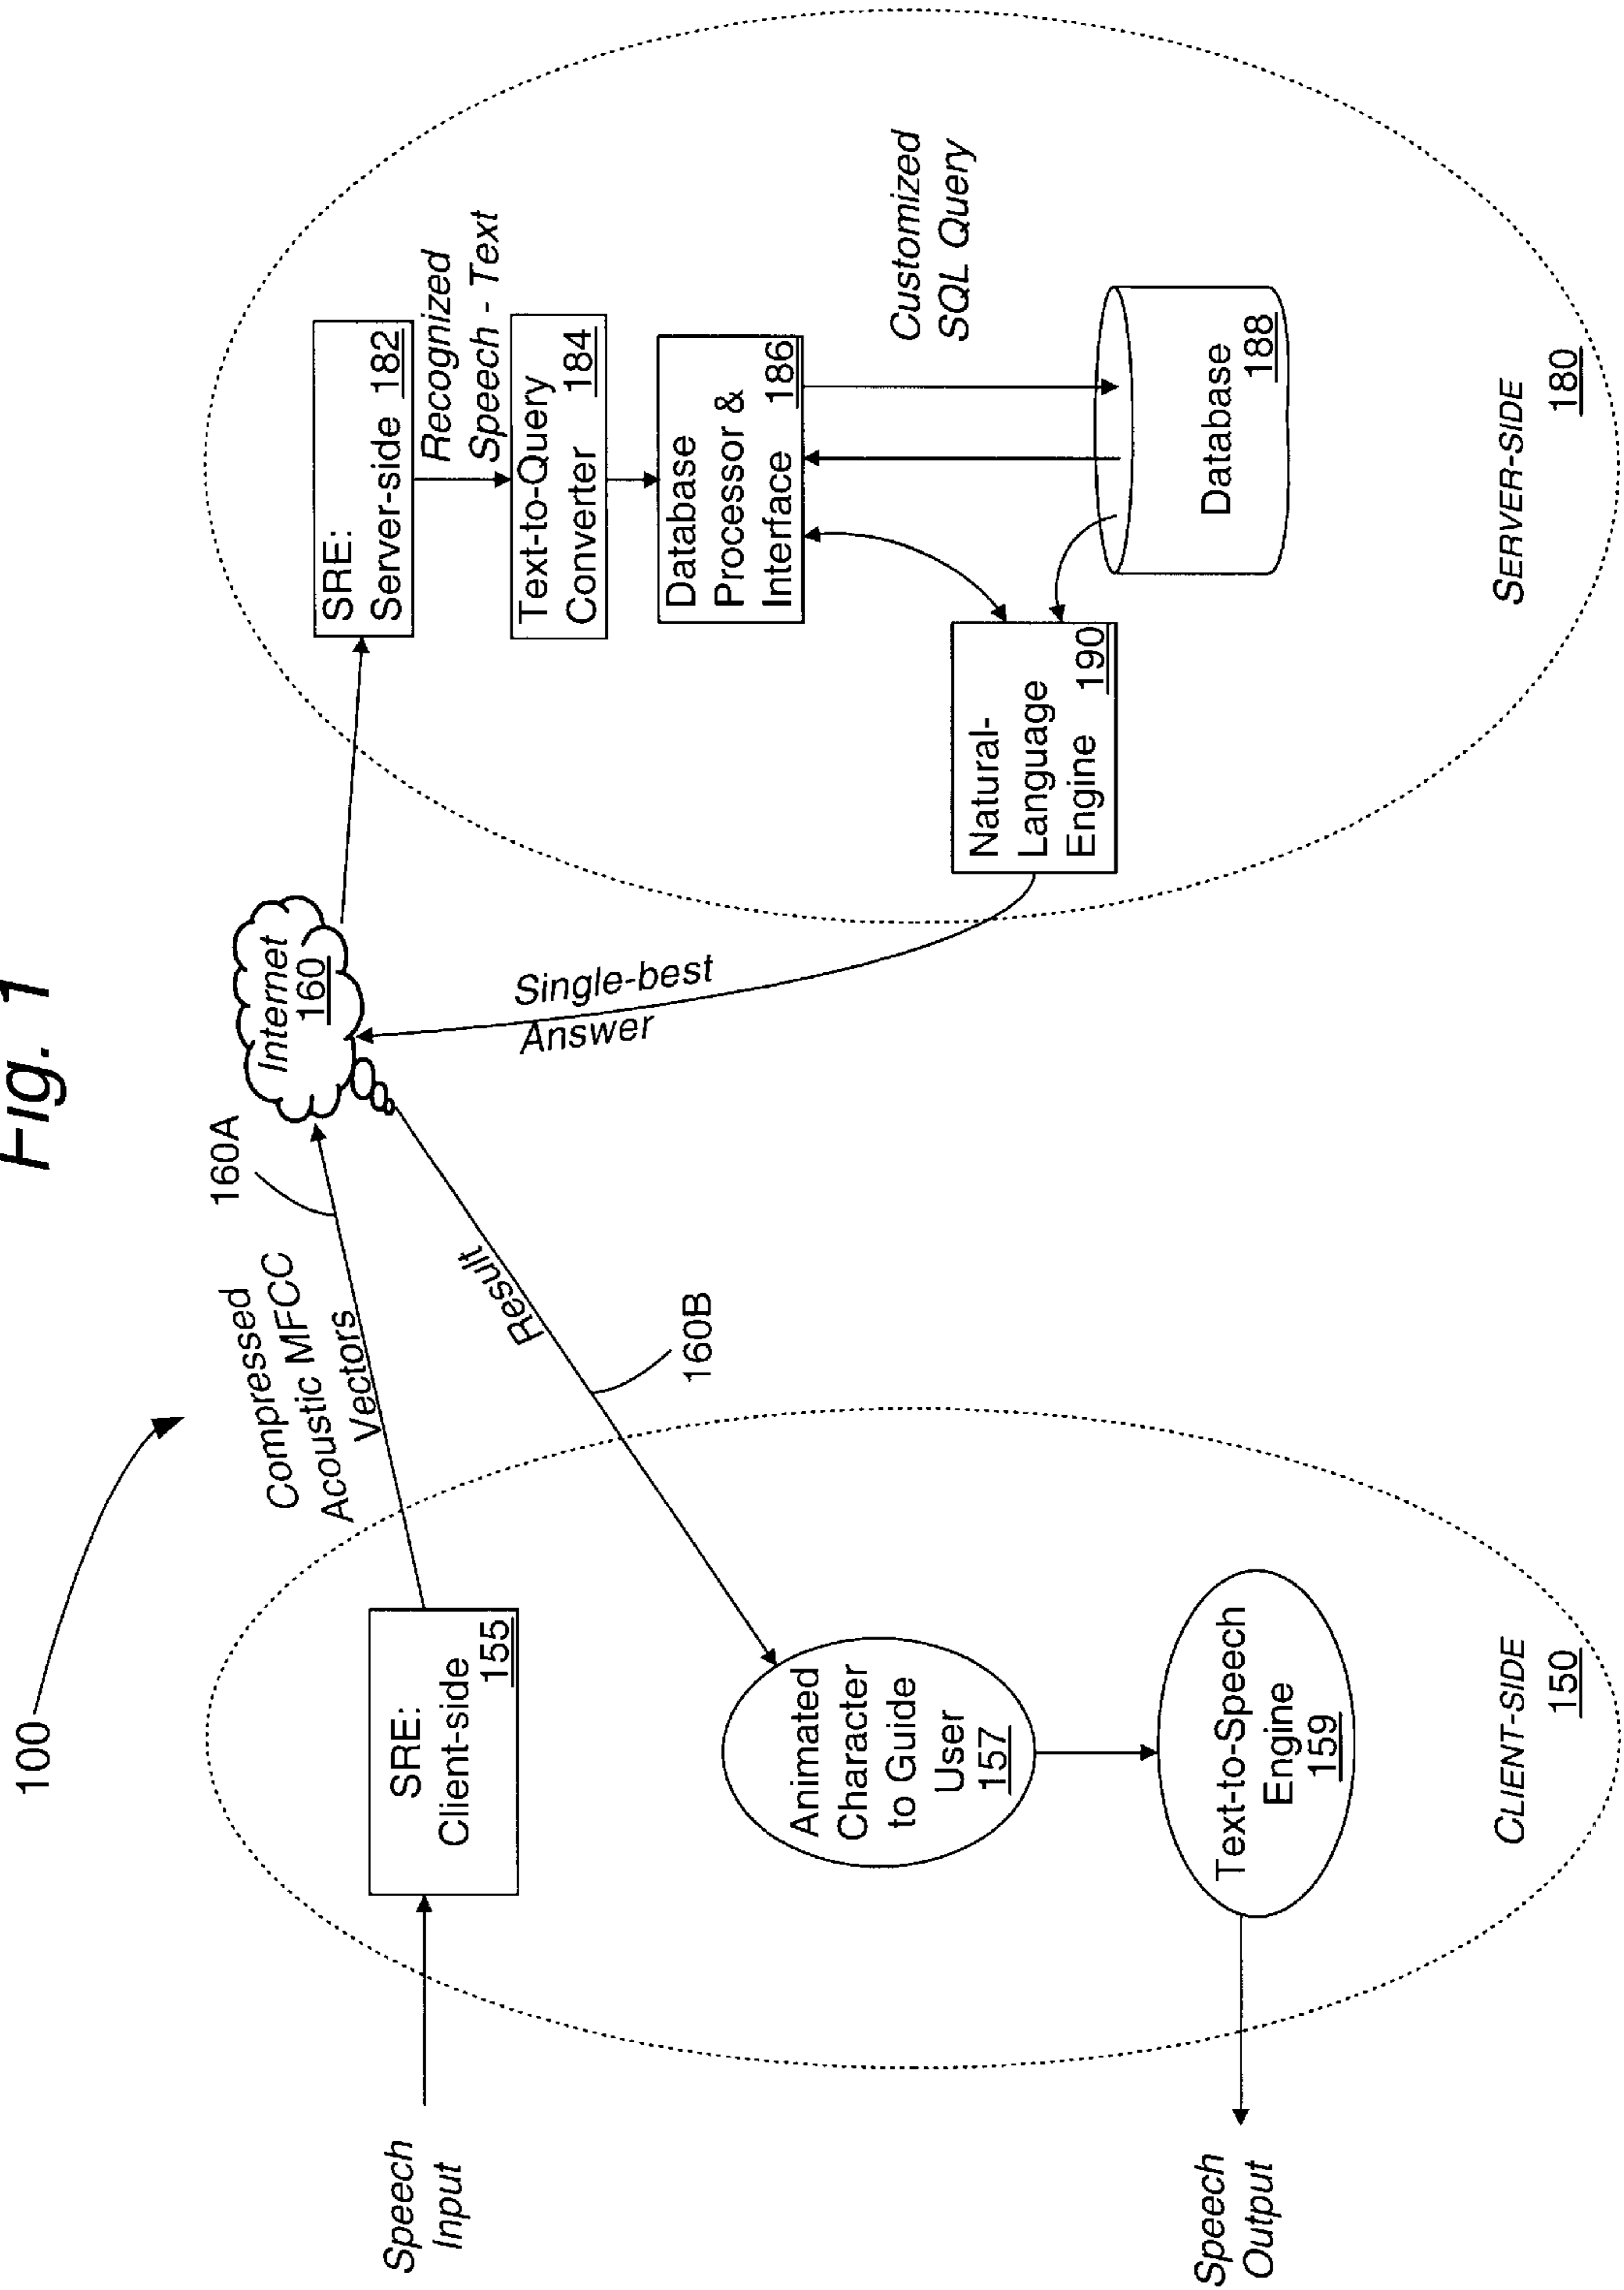 Fig. 1
100
Speech
Input
SRE:
Client-side
155
Compressed
Acoustic MFCC
Vectors
160A
Internet
160
Result
160B
Animated
Character
to Guide
User
157
Text-to-Speech
Engine
159
Speech
Output
CLIENT-SIDE
150
SRE:
Server-side 182
Recognized
Speech - Text
Text-to-Query
Converter 184
Database
Processor &
Interface 186
Customized
SQL Query
Database
188
Natural-
Language
Engine 190
Single-best
Answer
SERVER-SIDE
180